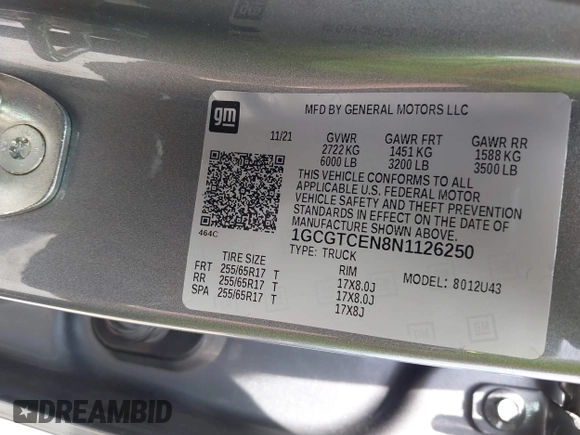 gm
MFD BY GENERAL MOTORS LLC
11/21 GVWR GAWR FRT GAWR RR
2722 KG 1451 KG 1588 KG
6000 LB 3200 LB 3500 LB
THIS VEHICLE CONFORMS TO ALL
APPLICABLE U.S. FEDERAL MOTOR
VEHICLE SAFETY AND THEFT PREVENTION
STANDARDS IN EFFECT ON THE DATE OF
MANUFACTURE SHOWN ABOVE.
464C 1GCGTCEN8N1126250
TYPE: TRUCK
TIRE SIZE RIM MODEL: 8012U43
FRT 255/65R17 T 17X8.0J
RR 255/65R17 T 17X8.0J
SPA 255/65R17 T 17X8J
DREAMBID